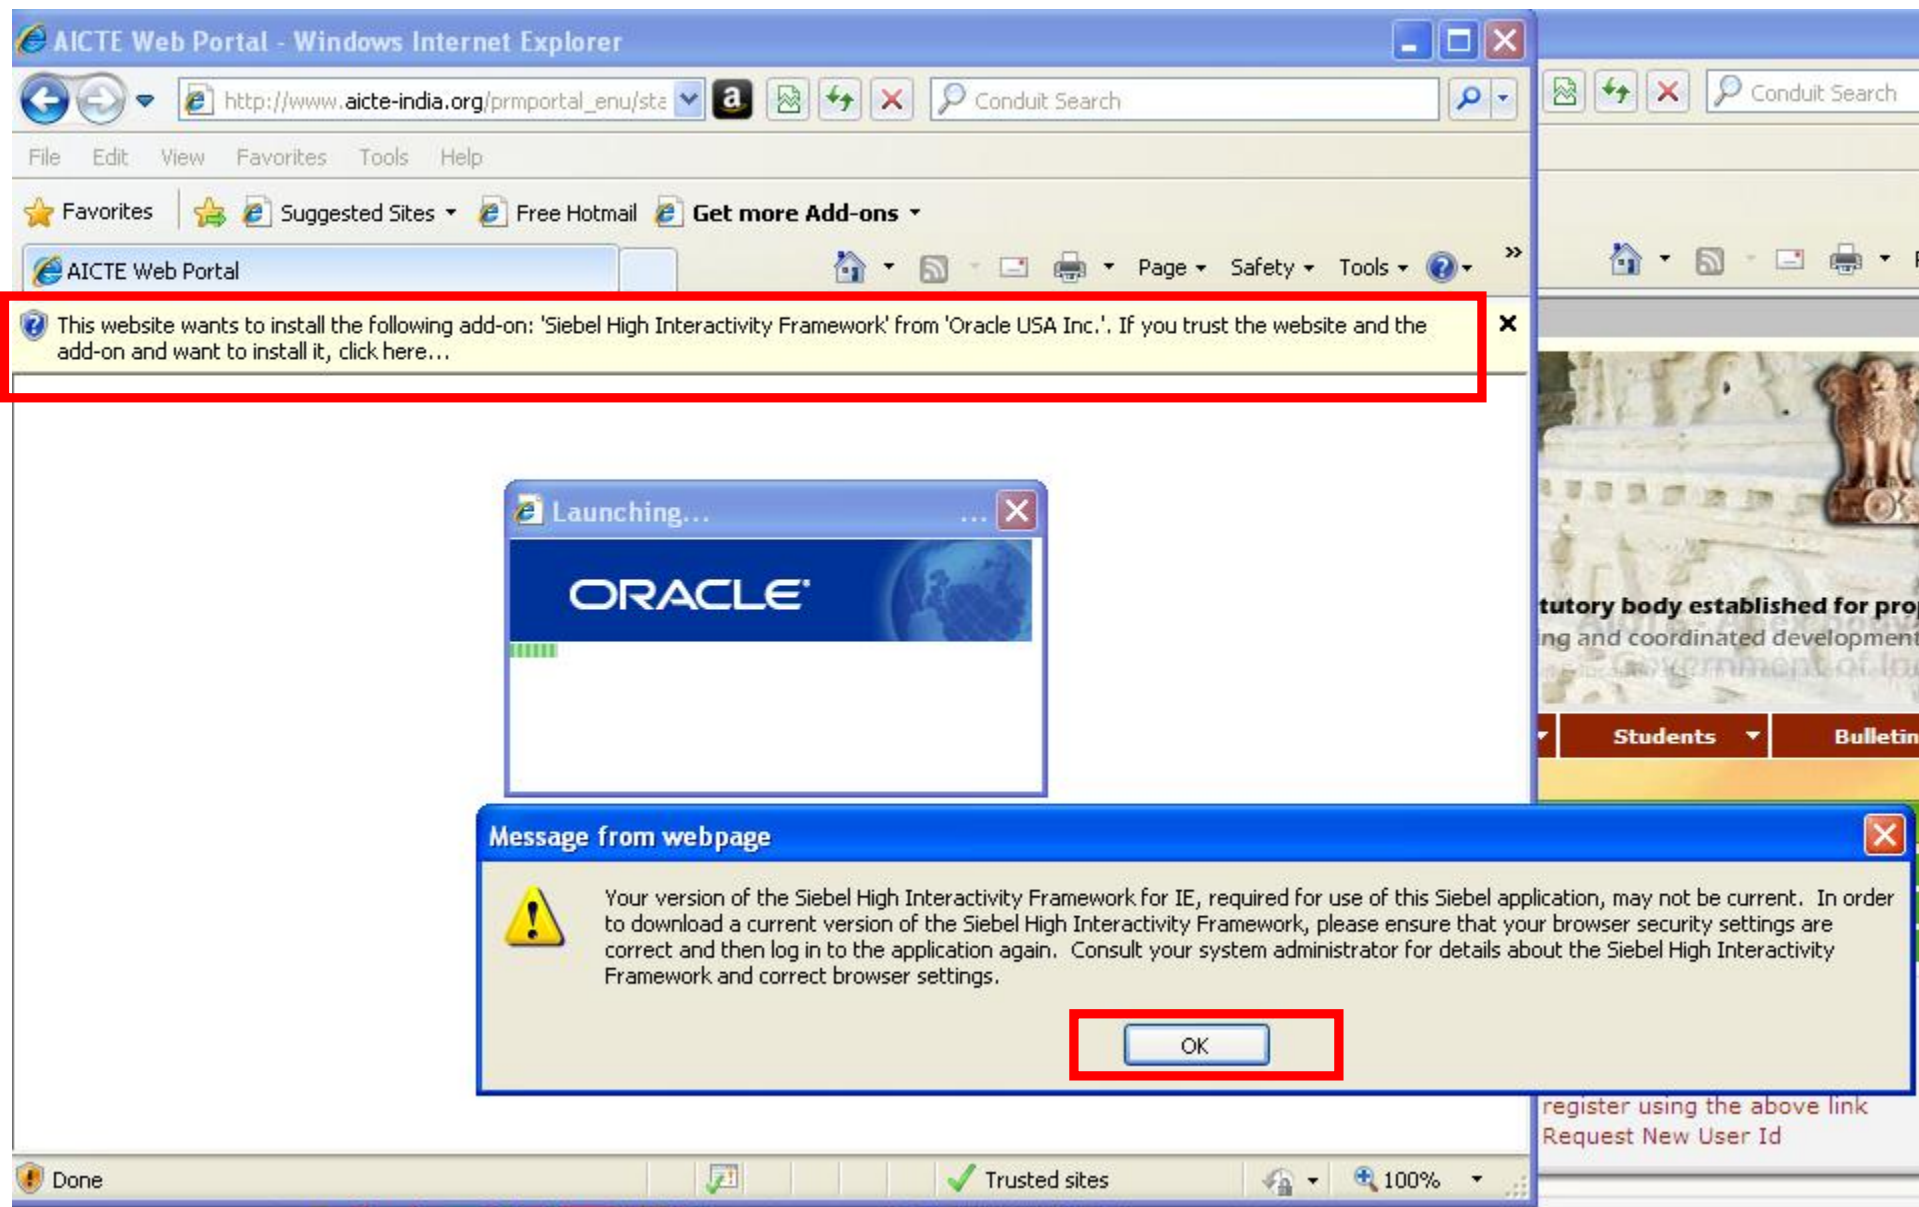 AICTE Web Portal - Windows Internet Explorer
http://www.aicte-india.org/prmportal_enu/sta
a
Conduit Search
Conduit Search
File Edit View Favorites Tools Help
Favorites Suggested Sites Free Hotmail Get more Add-ons
AICTE Web Portal
Page Safety Tools »
This website wants to install the following add-on: 'Siebel High Interactivity Framework' from 'Oracle USA Inc.'. If you trust the website and the
add-on and want to install it, click here...
Launching... ...
ORACLE
tutory body established for pro
ing and coordinated development
Government of
Students Bulletin
Message from webpage
Your version of the Siebel High Interactivity Framework for IE, required for use of this Siebel application, may not be current. In order
to download a current version of the Siebel High Interactivity Framework, please ensure that your browser security settings are
correct and then log in to the application again. Consult your system administrator for details about the Siebel High Interactivity
Framework and correct browser settings.
OK
register using the above link
Request New User Id
Done Trusted sites 100%